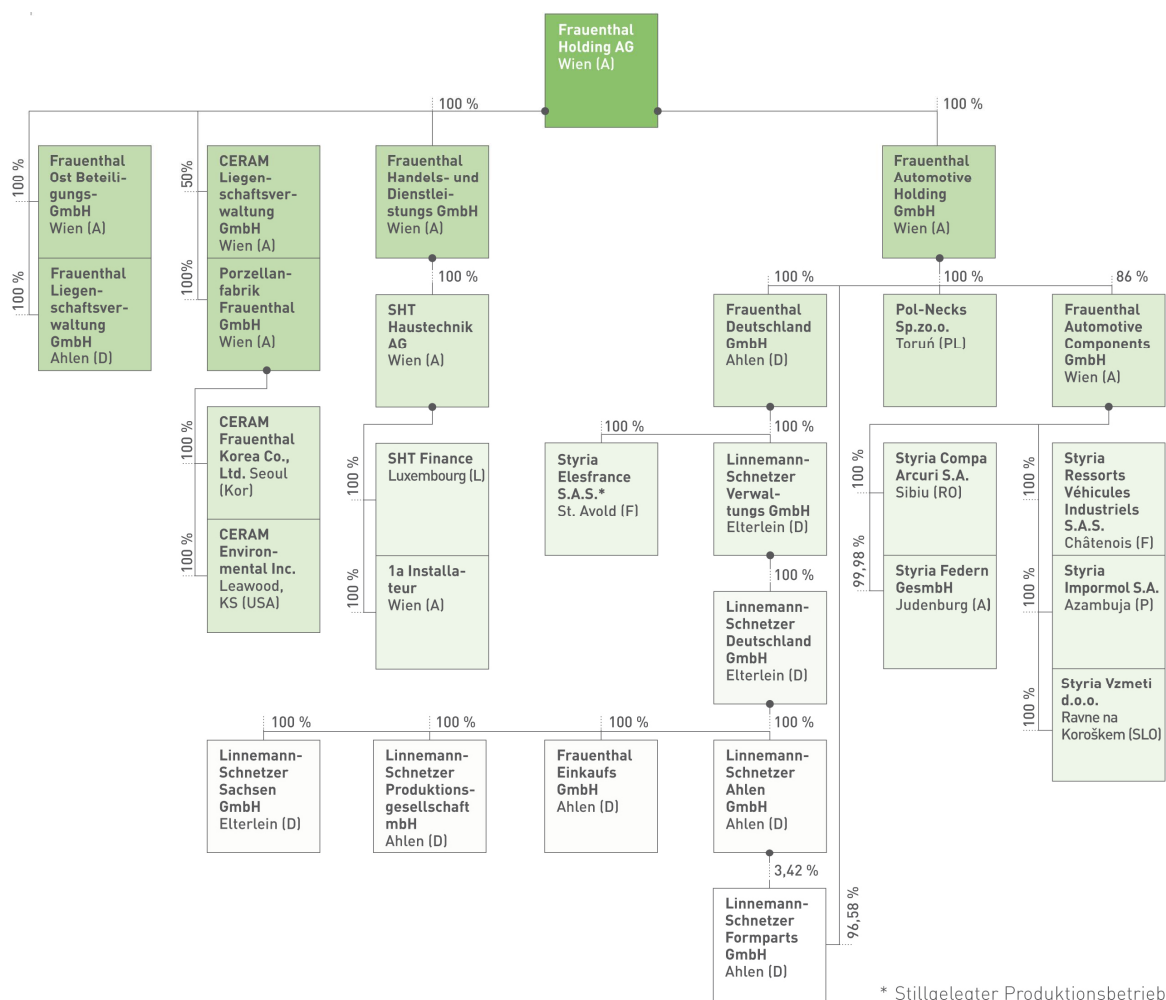 Frauenthal
Holding AG
Wien (A)
100 %
100 %
100 %
Frauenthal
Ost Beteili-
gungs-
GmbH
Wien (A)
100 %
Frauenthal
Liegen-
schaftsver-
waltung
GmbH
Ahlen (D)
50%
CERAM
Liegen-
schaftsver-
waltung
GmbH
Wien (A)
100%
Porzellan-
fabrik
Frauenthal
GmbH
Wien (A)
100 %
CERAM
Frauenthal
Korea Co.,
Ltd. Seoul
(Kor)
100 %
CERAM
Environ-
mental Inc.
Leawood,
KS (USA)
Frauenthal
Handels- und
Dienstlei-
stungs GmbH
Wien (A)
100 %
SHT
Haustechnik
AG
Wien (A)
100 %
SHT Finance
Luxembourg (L)
100 %
1a Installa-
teur
Wien (A)
Frauenthal
Automotive
Holding
GmbH
Wien (A)
100 %
100 %
86 %
Frauenthal
Deutschland
GmbH
Ahlen (D)
Pol-Necks
Sp.zo.o.
Toruń (PL)
Frauenthal
Automotive
Components
GmbH
Wien (A)
100 %
100 %
Styria
Elesfrance
S.A.S.*
St. Avold (F)
Linnemann-
Schnetzer
Verwal-
tungs GmbH
Elterlein (D)
100 %
Linnemann-
Schnetzer
Deutschland
GmbH
Elterlein (D)
100 %
Styria Compa
Arcuri S.A.
Sibiu (RO)
99,98 %
Styria Federn
GesmbH
Judenburg (A)
100 %
Styria
Ressorts
Véhicules
Industriels
S.A.S.
Châtenois (F)
100 %
Styria
Impormol S.A.
Azambuja (P)
100 %
Styria Vzmeti
d.o.o.
Ravne na
Koroškem (SLO)
100 %
100 %
100 %
100 %
Linnemann-
Schnetzer
Sachsen
GmbH
Elterlein (D)
Linnemann-
Schnetzer
Produktions-
gesellschaft
mbH
Ahlen (D)
Frauenthal
Einkaufs
GmbH
Ahlen (D)
Linnemann-
Schnetzer
Ahlen
GmbH
Ahlen (D)
3,42 %
96,58 %
Linnemann-
Schnetzer
Formparts
GmbH
Ahlen (D)
* Stillgelegter Produktionsbetrieb